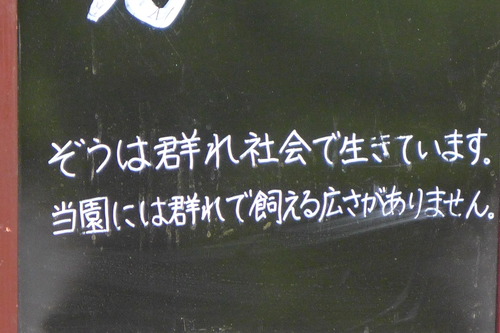 ぞうは群れ社会で生きています。
当園には群れで飼える広さがありません。